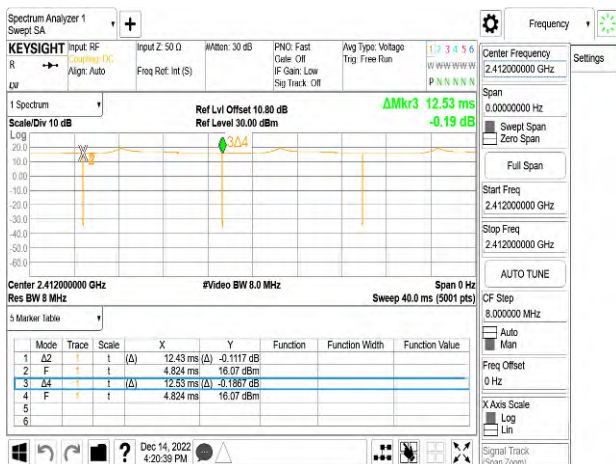 Spectrum Analyzer 1
Swept SA
Frequency
KEYSIGHT
R
Input: RF
Coupling: DC
Align: Auto
Input Z: 50 Ω
Freq Ref: Int (S)
#Atten: 30 dB
PNO: Fast
Gate: Off
IF Gain: Low
Sig Track: Off
Avg Type: Voltage
Trig: Free Run
1 2 3 4 5 6
W W W W W W
P N N N N N
1 Spectrum
Scale/Div 10 dB
Ref Lvl Offset 10.80 dB
Ref Level 30.00 dBm
ΔMkr3 12.53 ms
-0.19 dB
Log
20.0
10.0
0.00
-10.0
-20.0
-30.0
-40.0
-50.0
-60.0
3Δ4
Center 2.412000000 GHz
Res BW 8 MHz
#Video BW 8.0 MHz
Span 0 Hz
Sweep 40.0 ms (5001 pts)
5 Marker Table
Mode Trace Scale X Y Function Function Width Function Value
1 Δ2 1 t (Δ) 12.43 ms (Δ) -0.1117 dB
2 F 1 t 4.824 ms 16.07 dBm
3 Δ4 1 t (Δ) 12.53 ms (Δ) -0.1867 dB
4 F 1 t 4.824 ms 16.07 dBm
5
6
Dec 14, 2022
4:20:39 PM
Center Frequency
2.412000000 GHz
Settings
Span
0.00000000 Hz
Swept Span
Zero Span
Full Span
Start Freq
2.412000000 GHz
Stop Freq
2.412000000 GHz
AUTO TUNE
CF Step
8.000000 MHz
Auto
Man
Freq Offset
0 Hz
X Axis Scale
Log
Lin
Signal Track
(Span Zoom)